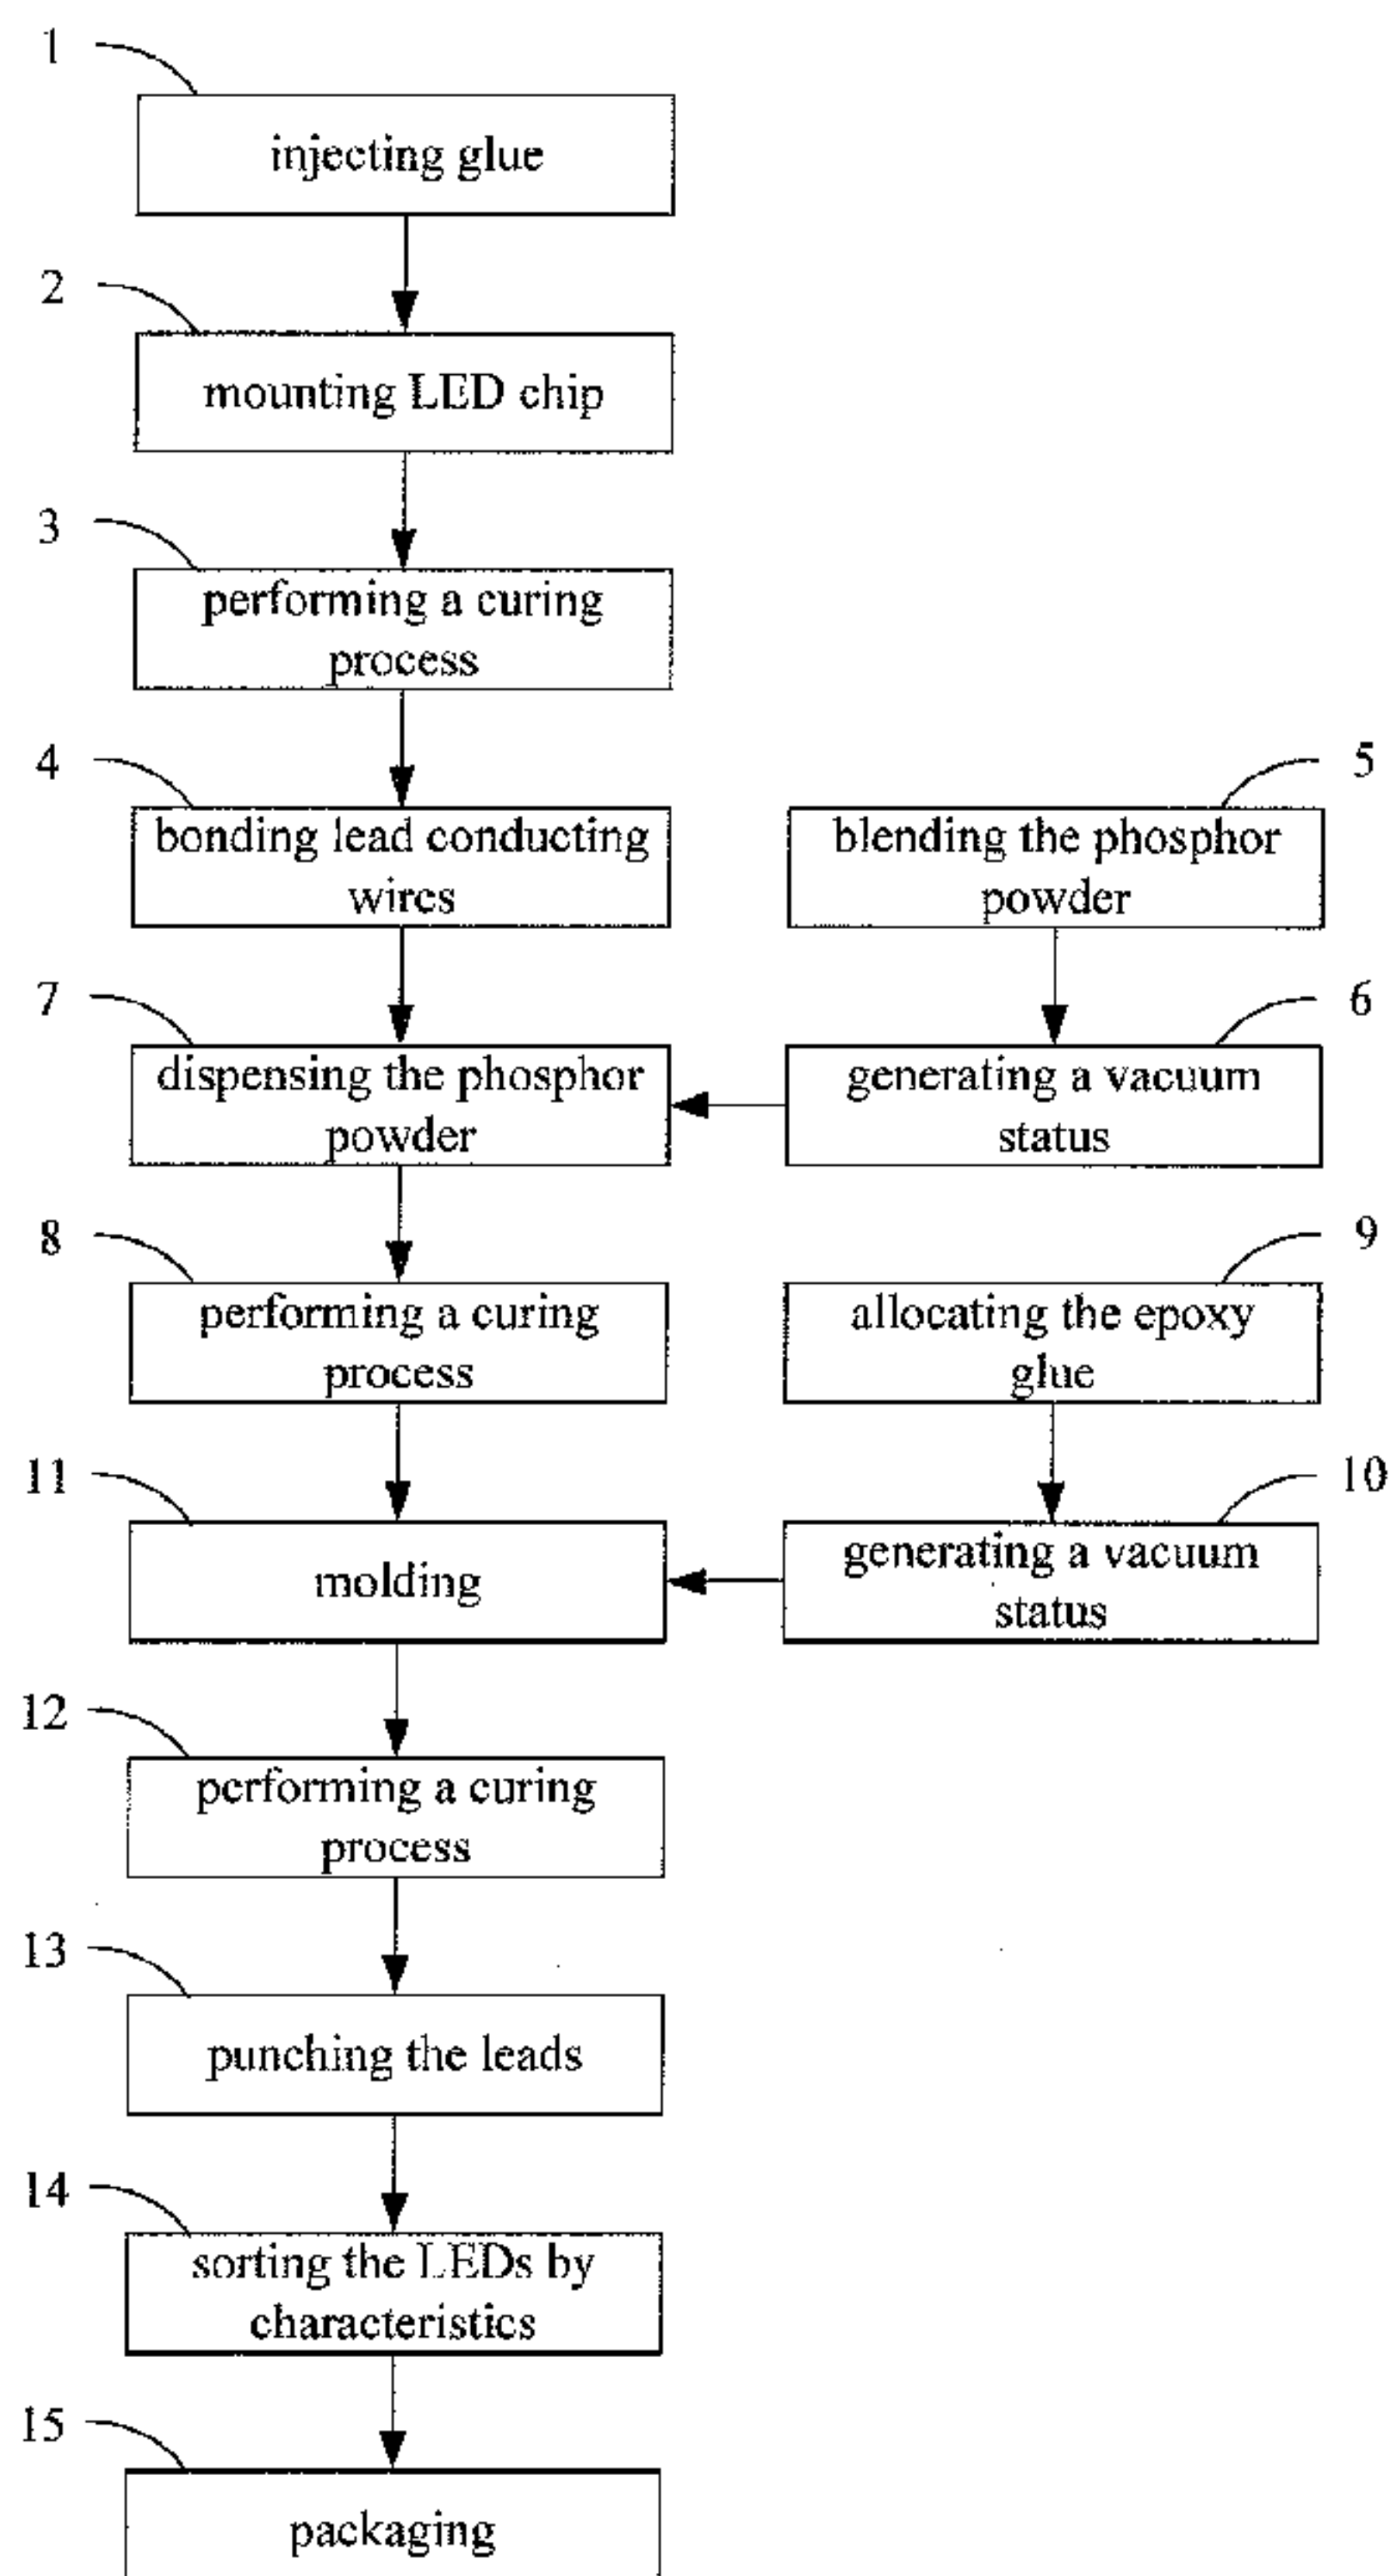 1
injecting glue
2
mounting LED chip
3
performing a curing
process
4
bonding lead conducting
wires
5
blending the phosphor
powder
7
dispensing the phosphor
powder
6
generating a vacuum
status
8
performing a curing
process
9
allocating the epoxy
glue
11
molding
10
generating a vacuum
status
12
performing a curing
process
13
punching the leads
14
sorting the LEDs by
characteristics
15
packaging